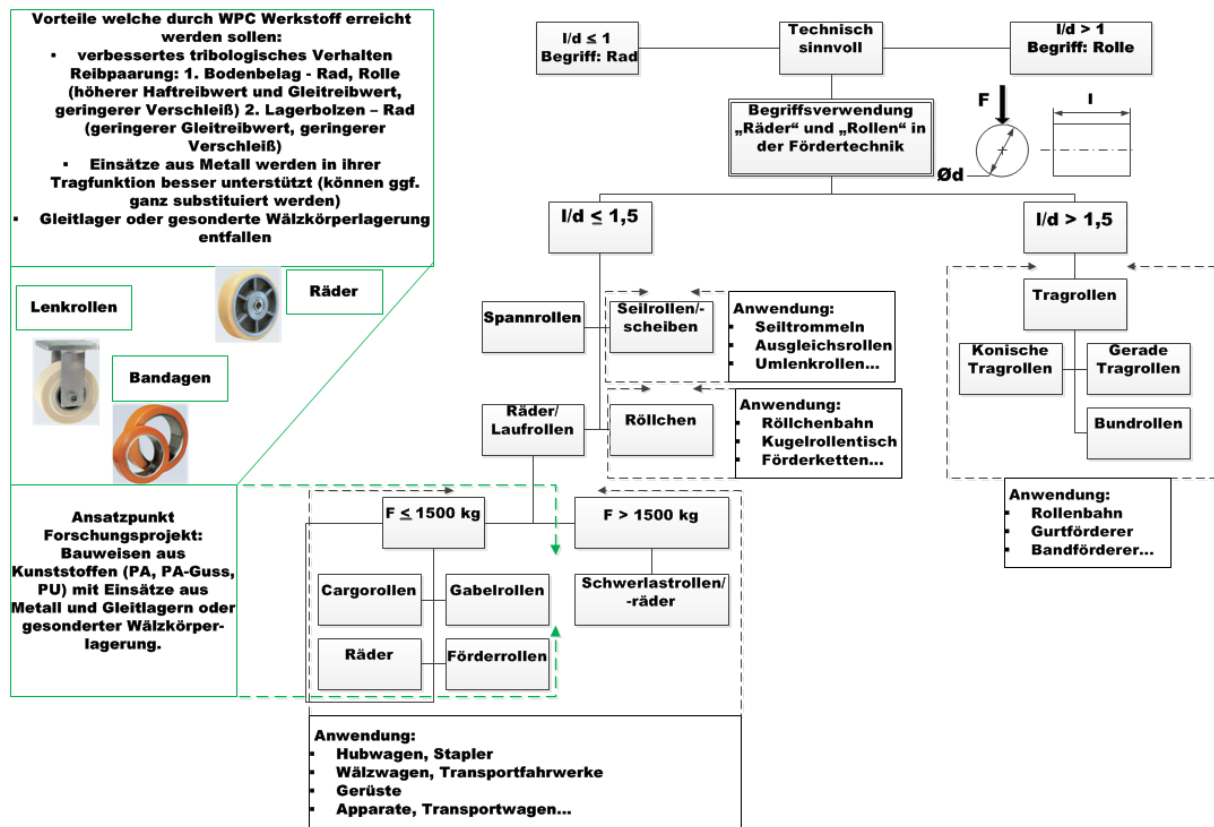 Vorteile welche durch WPC Werkstoff erreicht
werden sollen:
▪ verbessertes tribologisches Verhalten
Reibpaarung: 1. Bodenbelag - Rad, Rolle
(höherer Haftreibwert und Gleitreibwert,
geringerer Verschleiß) 2. Lagerbolzen – Rad
(geringerer Gleitreibwert, geringerer
Verschleiß)
▪ Einsätze aus Metall werden in ihrer
Tragfunktion besser unterstützt (können ggf.
ganz substituiert werden)
▪ Gleitlager oder gesonderte Wälzkörperlagerung
entfallen
Lenkrollen
Räder
Bandagen
Ansatzpunkt
Forschungsprojekt:
Bauweisen aus
Kunststoffen (PA, PA-Guss,
PU) mit Einsätze aus
Metall und Gleitlagern oder
gesonderter Wälzkörper-
lagerung.
l/d ≤ 1
Begriff: Rad
Technisch
sinnvoll
l/d > 1
Begriff: Rolle
Begriffsverwendung
„Räder“ und „Rollen“ in
der Fördertechnik
F
l
Ød
l/d ≤ 1,5
l/d > 1,5
Spannrollen
Seilrollen/-
scheiben
Anwendung:
▪ Seiltrommeln
▪ Ausgleichsrollen
▪ Umlenkrollen...
Räder/
Laufrollen
Röllchen
Anwendung:
▪ Röllchenbahn
▪ Kugelrollentisch
▪ Förderketten...
Tragrollen
Konische
Tragrollen
Gerade
Tragrollen
Bundrollen
Anwendung:
▪ Rollenbahn
▪ Gurtförderer
▪ Bandförderer...
F ≤ 1500 kg
F > 1500 kg
Cargorollen
Gabelrollen
Schwerlastrollen/
-räder
Räder
Förderrollen
Anwendung:
▪ Hubwagen, Stapler
▪ Wälzwagen, Transportfahrwerke
▪ Gerüste
▪ Apparate, Transportwagen...